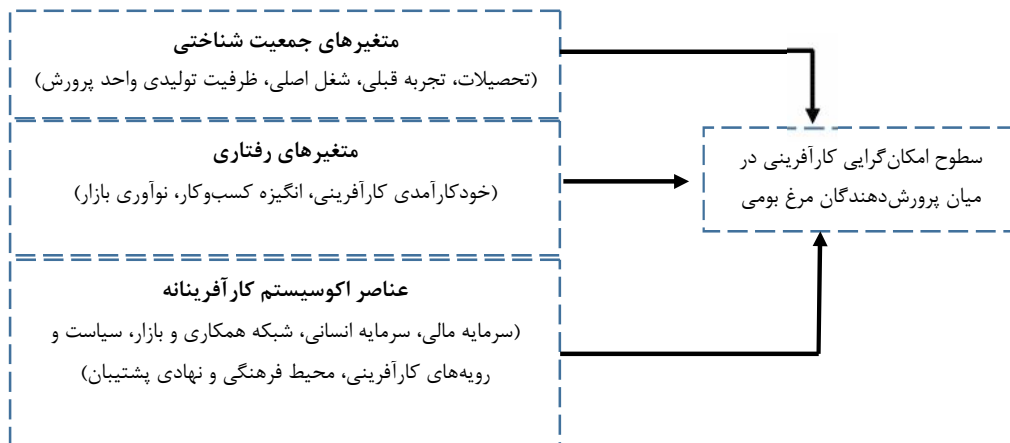 متغیرهای جمعیت شناختی
(تحصیلات، تجربه قبلی، شغل اصلی، ظرفیت تولیدی واحد پرورش)
متغیرهای رفتاری
(خودکارآمدی کارآفرینی، انگیزه کسب‌وکار، نوآوری بازار)
عناصر اکوسیستم کارآفرینانه
(سرمایه مالی، سرمایه انسانی، شبکه همکاری و بازار، سیاست و
رویه‌های کارآفرینی، محیط فرهنگی و نهادی پشتیبان)
سطوح امکان‌گرایی کارآفرینی در
میان پرورش‌دهندگان مرغ بومی